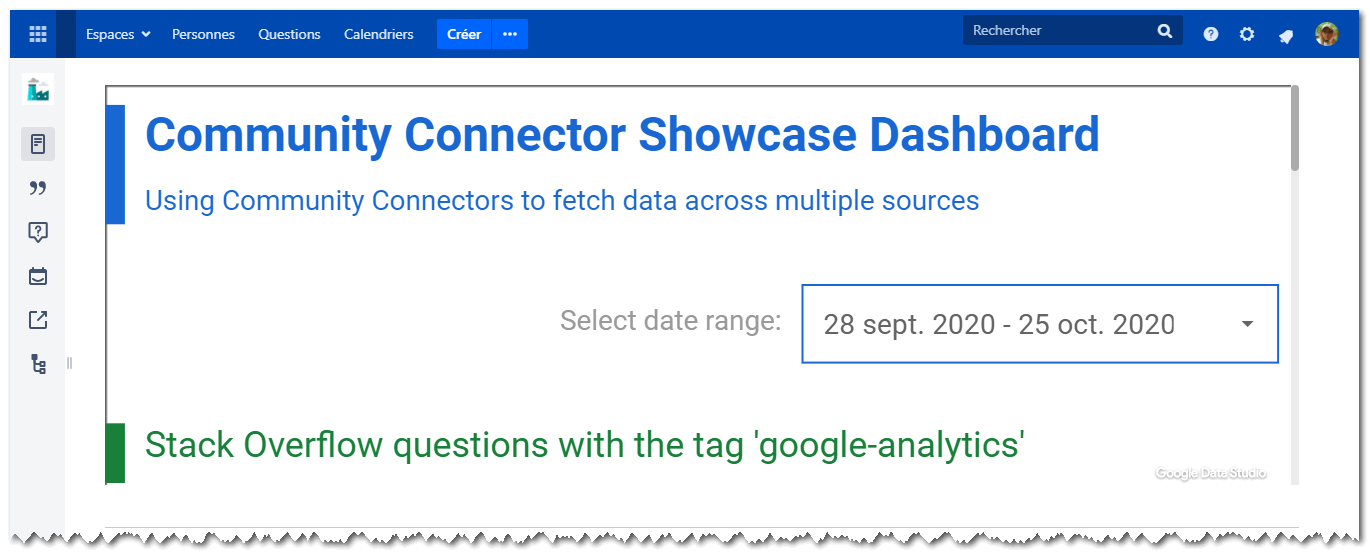 Espaces Personnes Questions Calendriers Créer ••• Rechercher
Community Connector Showcase Dashboard
Using Community Connectors to fetch data across multiple sources
Select date range: 28 sept. 2020 - 25 oct. 2020
Stack Overflow questions with the tag 'google-analytics'
Google Data Studio